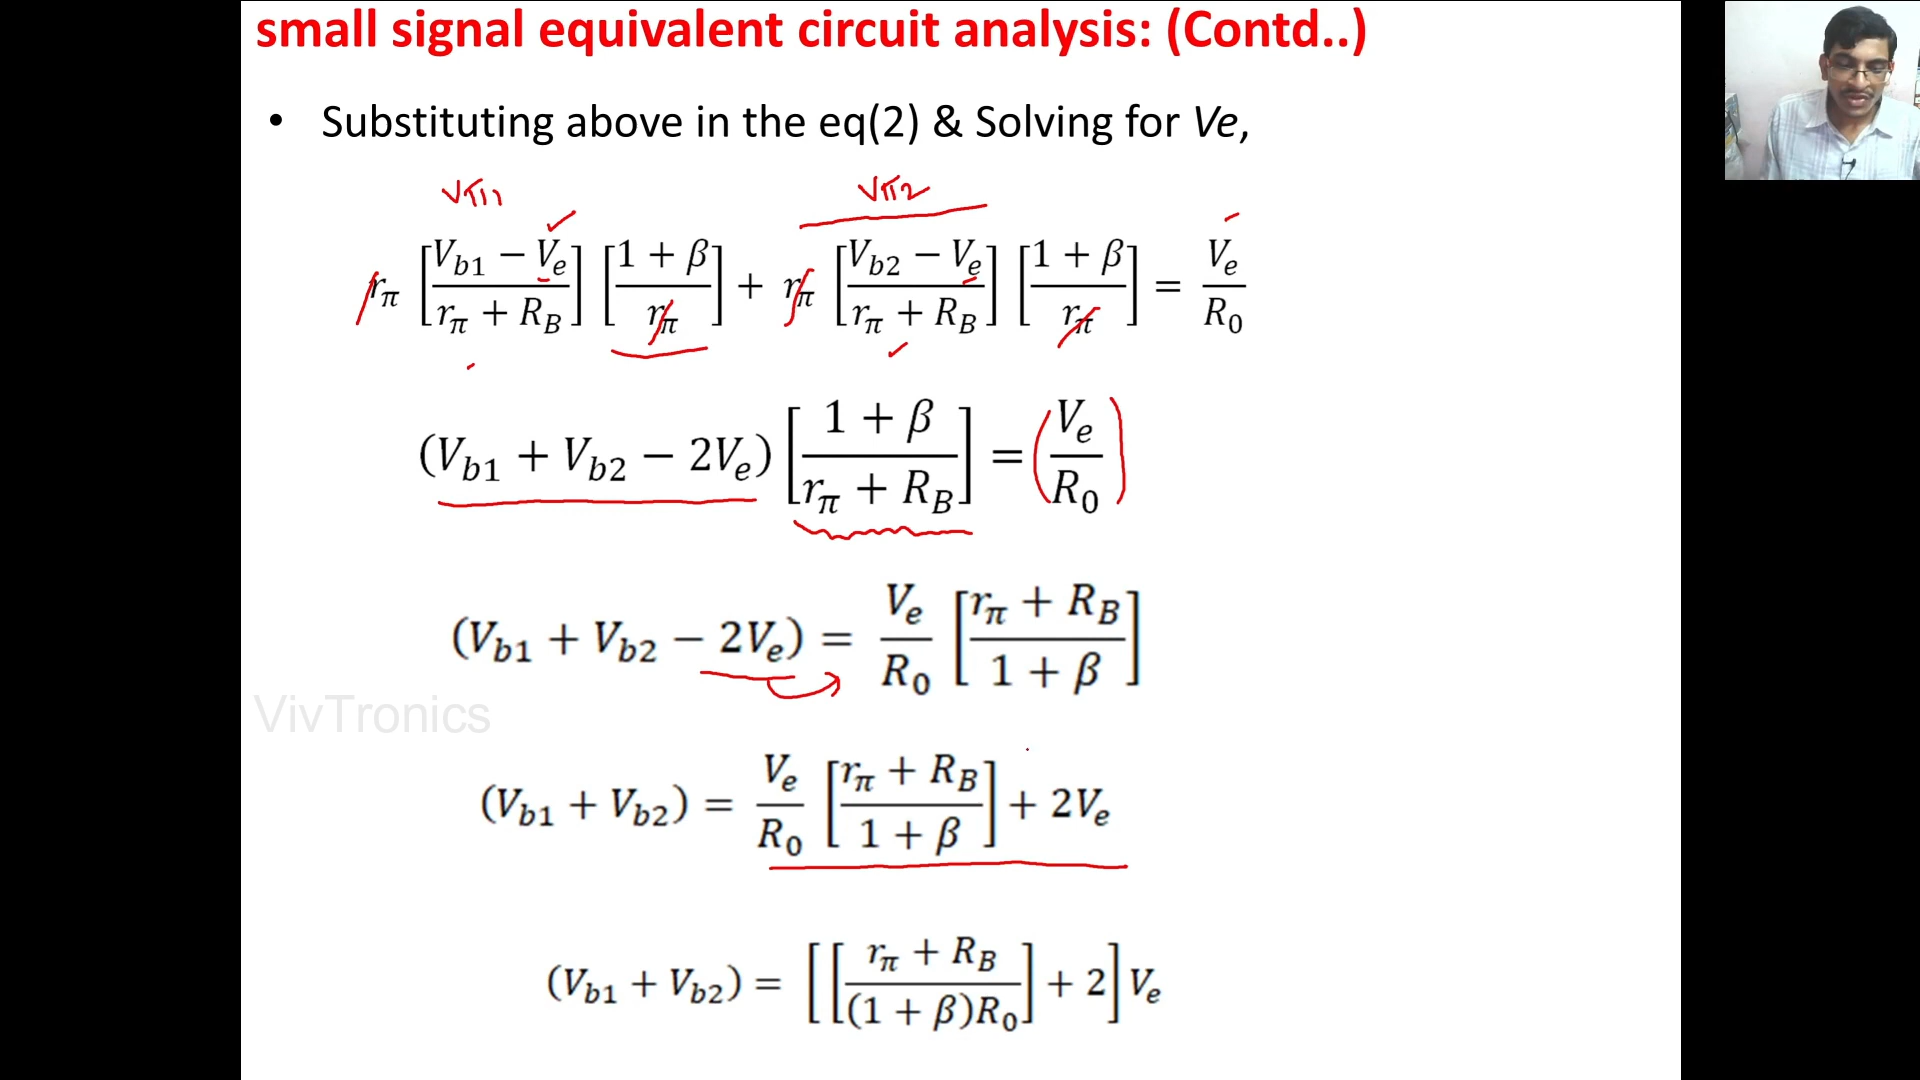 small signal equivalent circuit analysis: (Contd..)
• Substituting above in the eq(2) & Solving for Ve,
Vπ1 Vπ2
rπ [(Vb1 − Ve)/(rπ + RB)] [(1 + β)/rπ] + rπ [(Vb2 − Ve)/(rπ + RB)] [(1 + β)/rπ] = Ve/R0
(Vb1 + Vb2 − 2Ve) [(1 + β)/(rπ + RB)] = Ve/R0
(Vb1 + Vb2 − 2Ve) = Ve/R0 [(rπ + RB)/(1 + β)]
VivTronics
(Vb1 + Vb2) = Ve/R0 [(rπ + RB)/(1 + β)] + 2Ve
(Vb1 + Vb2) = [[(rπ + RB)/((1 + β)R0)] + 2] Ve